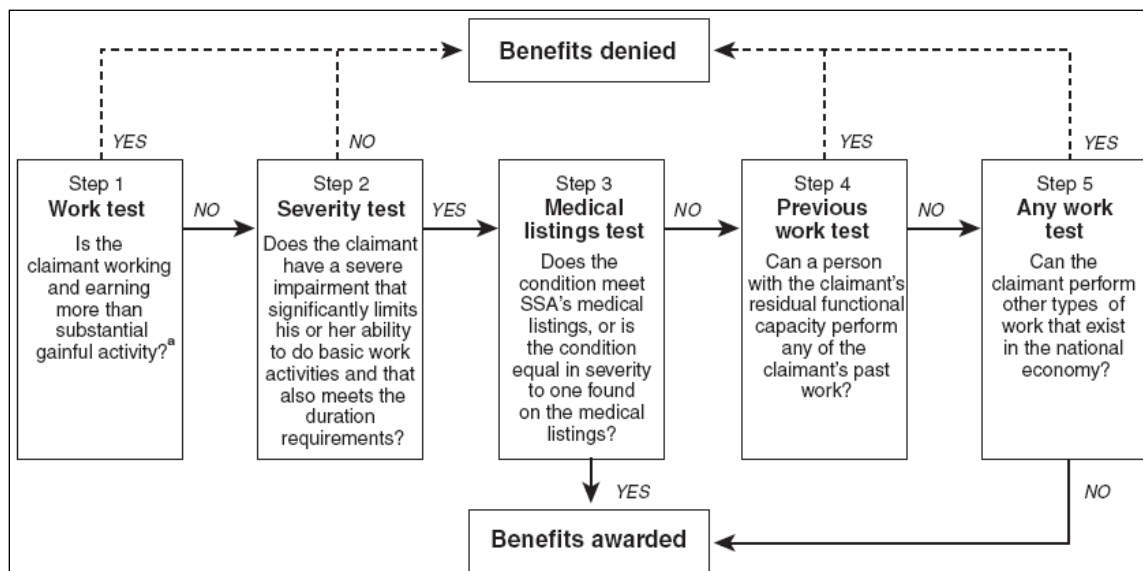 Benefits denied
YES
NO
YES
YES
Step 1
Work test
Is the
claimant working
and earning
more than
substantial
gainful activity?a
NO
Step 2
Severity test
Does the claimant
have a severe
impairment that
significantly limits
his or her ability
to do basic work
activities and that
also meets the
duration
requirements?
YES
Step 3
Medical
listings test
Does the
condition meet
SSA's medical
listings, or is
the condition
equal in severity
to one found
on the medical
listings?
NO
Step 4
Previous
work test
Can a person
with the claimant's
residual functional
capacity perform
any of the
claimant's past
work?
NO
Step 5
Any work
test
Can the
claimant perform
other types of
work that exist
in the national
economy?
YES
NO
Benefits awarded